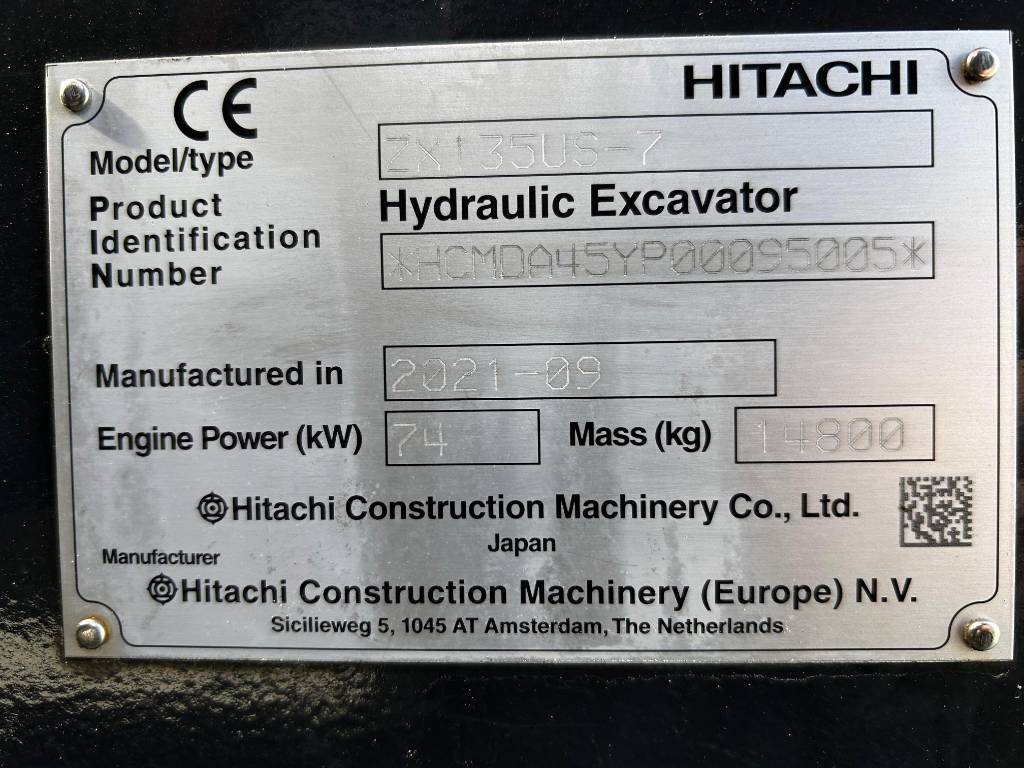 CE HITACHI
Model/type ZX135US-7
Product Hydraulic Excavator
Identification
Number *HCMDA45YP00095005*
Manufactured in 2021-09
Engine Power (kW) 74 Mass (kg) 14800
Hitachi Construction Machinery Co., Ltd.
Japan
Manufacturer
Hitachi Construction Machinery (Europe) N.V.
Sicilieweg 5, 1045 AT Amsterdam, The Netherlands